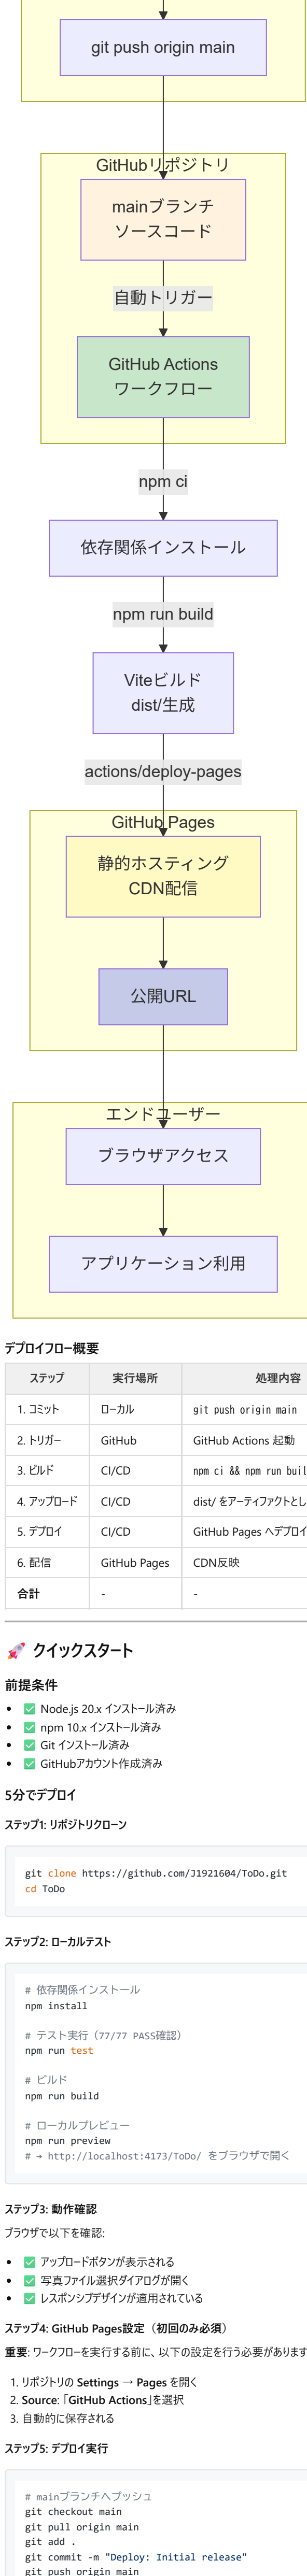 git push origin main
GitHubリポジトリ
mainブランチ
ソースコード
自動トリガー
GitHub Actions
ワークフロー
npm ci
依存関係インストール
npm run build
Viteビルド
dist/生成
actions/deploy-pages
GitHub Pages
静的ホスティング
CDN配信
公開URL
エンドユーザー
ブラウザアクセス
アプリケーション利用
デプロイフロー概要
ステップ 実行場所 処理内容
1. コミット ローカル git push origin main
2. トリガー GitHub GitHub Actions 起動
3. ビルド CI/CD npm ci && npm run buil
4. アップロード CI/CD dist/ をアーティファクトとし
5. デプロイ CI/CD GitHub Pages へデプロイ
6. 配信 GitHub Pages CDN反映
合計 - -
🚀 クイックスタート
前提条件
• ✅ Node.js 20.x インストール済み
• ✅ npm 10.x インストール済み
• ✅ Git インストール済み
• ✅ GitHubアカウント作成済み
5分でデプロイ
ステップ1: リポジトリクローン
git clone https://github.com/J1921604/ToDo.git
cd ToDo
ステップ2: ローカルテスト
# 依存関係インストール
npm install
# テスト実行（77/77 PASS確認）
npm run test
# ビルド
npm run build
# ローカルプレビュー
npm run preview
# → http://localhost:4173/ToDo/ をブラウザで開く
ステップ3: 動作確認
ブラウザで以下を確認:
• ✅ アップロードボタンが表示される
• ✅ 写真ファイル選択ダイアログが開く
• ✅ レスポンシブデザインが適用されている
ステップ4: GitHub Pages設定（初回のみ必須）
重要: ワークフローを実行する前に、以下の設定を行う必要があります
1. リポジトリの Settings → Pages を開く
2. Source: 「GitHub Actions」を選択
3. 自動的に保存される
ステップ5: デプロイ実行
# mainブランチへプッシュ
git checkout main
git pull origin main
git add .
git commit -m "Deploy: Initial release"
git push origin main